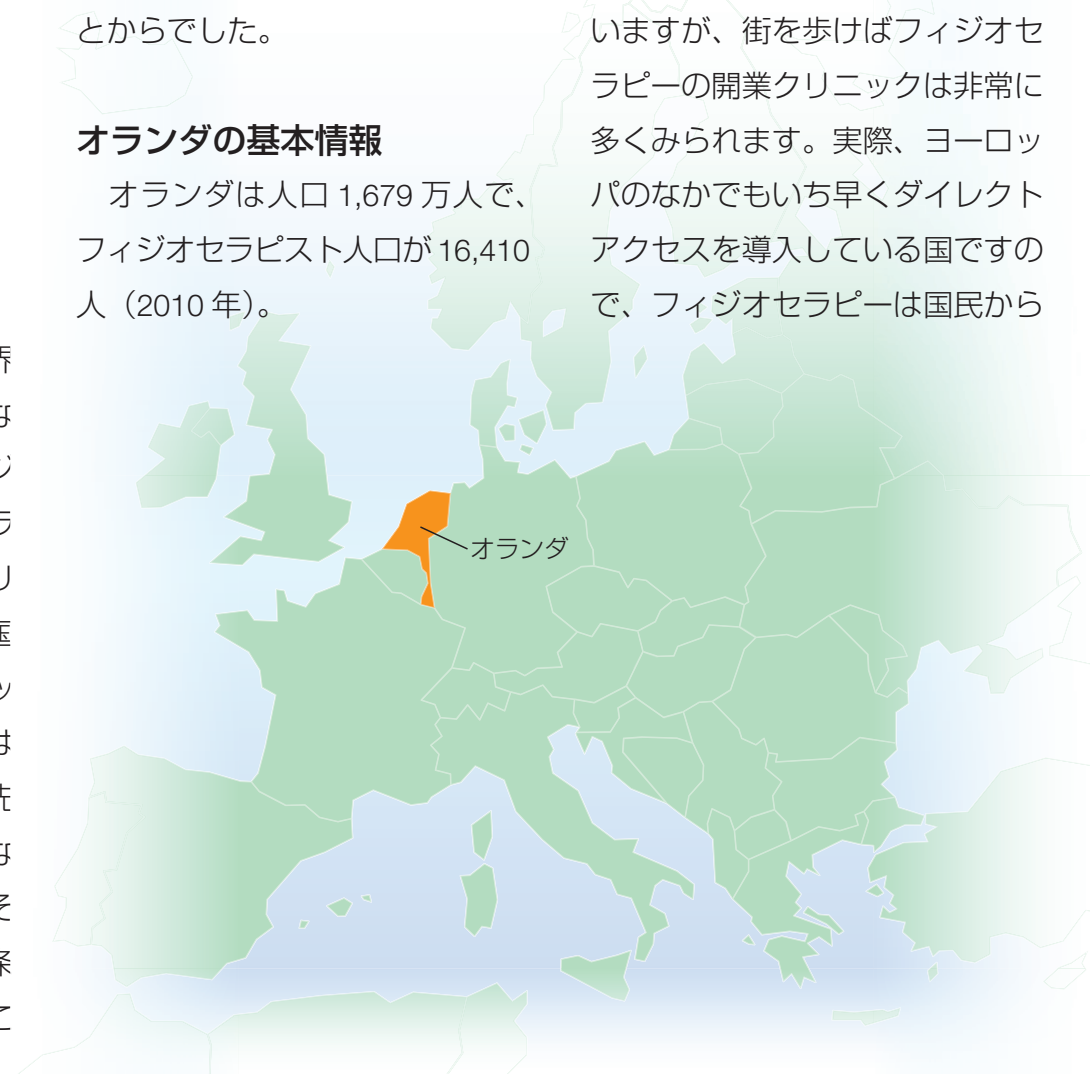 とからでした。
オランダの基本情報
オランダは人口 1,679 万人で、
フィジオセラピスト人口が 16,410
人（2010 年）。
いますが、街を歩けばフィジオセ
ラピーの開業クリニックは非常に
多くみられます。実際、ヨーロッ
パのなかでもいち早くダイレクト
アクセスを導入している国ですの
で、フィジオセラピーは国民から
オランダ